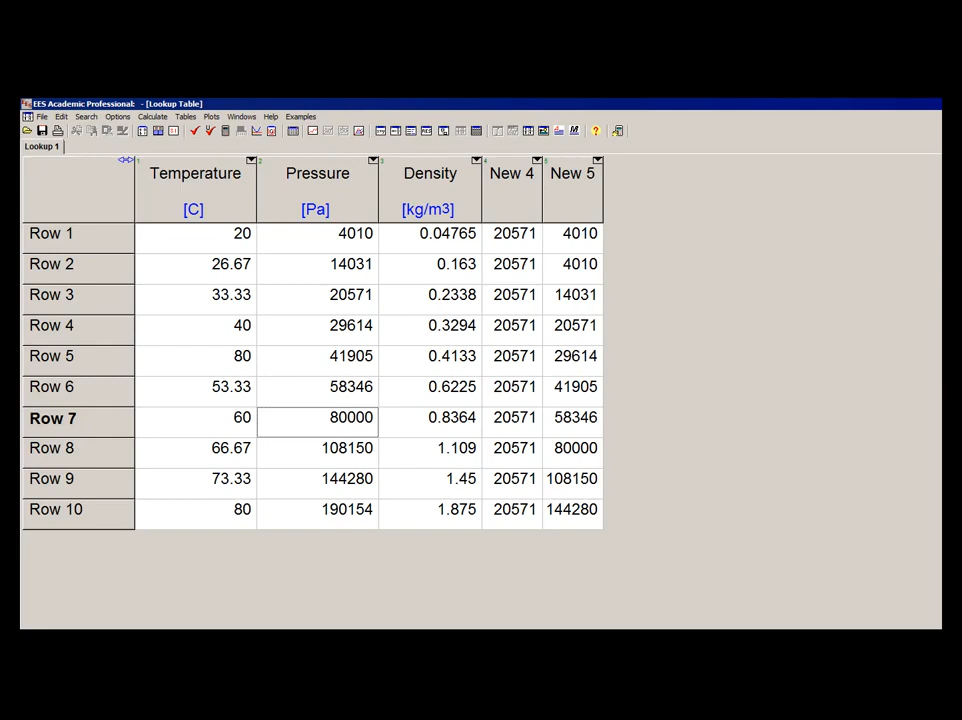 EES Academic Professional: - [Lookup Table]
File Edit Search Options Calculate Tables Plots Windows Help Examples
Lookup 1
1 Temperature 2 Pressure 3 Density 4 New 4 5 New 5
[C] [Pa] [kg/m3]
Row 1 20 4010 0.04765 20571 4010
Row 2 26.67 14031 0.163 20571 4010
Row 3 33.33 20571 0.2338 20571 14031
Row 4 40 29614 0.3294 20571 20571
Row 5 80 41905 0.4133 20571 29614
Row 6 53.33 58346 0.6225 20571 41905
Row 7 60 80000 0.8364 20571 58346
Row 8 66.67 108150 1.109 20571 80000
Row 9 73.33 144280 1.45 20571 108150
Row 10 80 190154 1.875 20571 144280